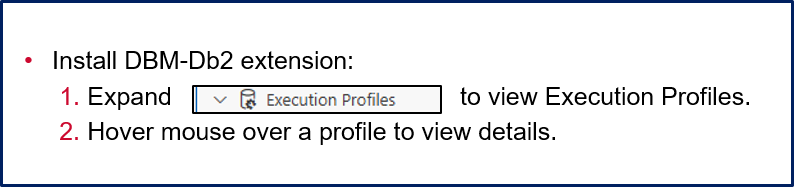 • Install DBM-Db2 extension:
1. Expand Execution Profiles to view Execution Profiles.
2. Hover mouse over a profile to view details.